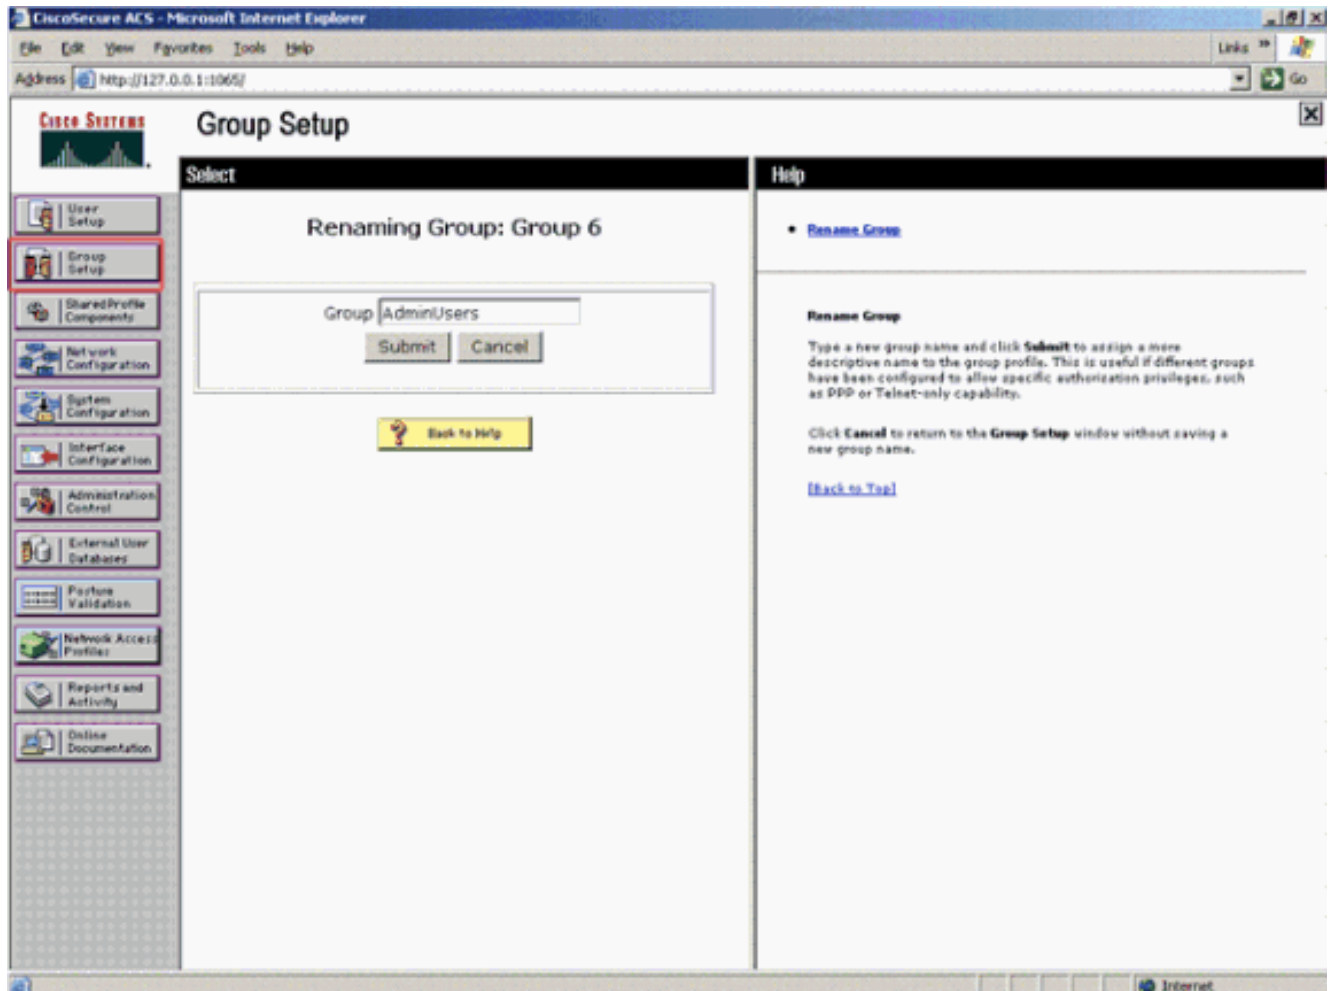 CiscoSecure ACS - Microsoft Internet Explorer
File Edit View Favorites Tools Help
Links »
Address http://127.0.0.1:1065/
Go
CISCO SYSTEMS
Group Setup
Select
Help
User
Setup
Group
Setup
Shared Profile
Components
Network
Configuration
System
Configuration
Interface
Configuration
Administration
Control
External User
Databases
Posture
Validation
Network Access
Profiles
Reports and
Activity
Online
Documentation
Renaming Group: Group 6
Group AdminUsers
Submit Cancel
? Back to Help
• Rename Group
Rename Group
Type a new group name and click Submit to assign a more
descriptive name to the group profile. This is useful if different groups
have been configured to allow specific authorization privileges, such
as PPP or Telnet-only capability.
Click Cancel to return to the Group Setup window without saving a
new group name.
[Back to Top]
Internet